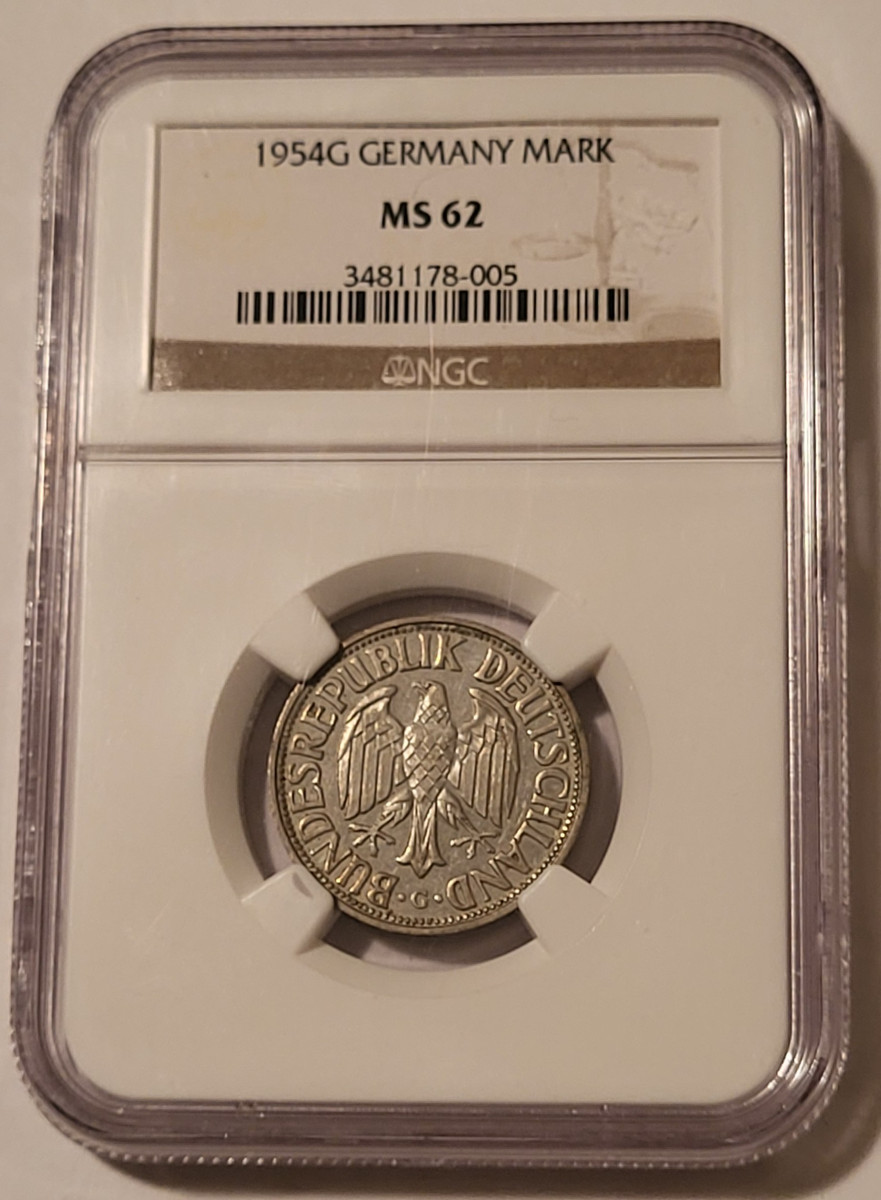 1954G GERMANY MARK
MS 62
3481178-005
NGC
BUNDESREPUBLIK DEUTSCHLAND
·G·